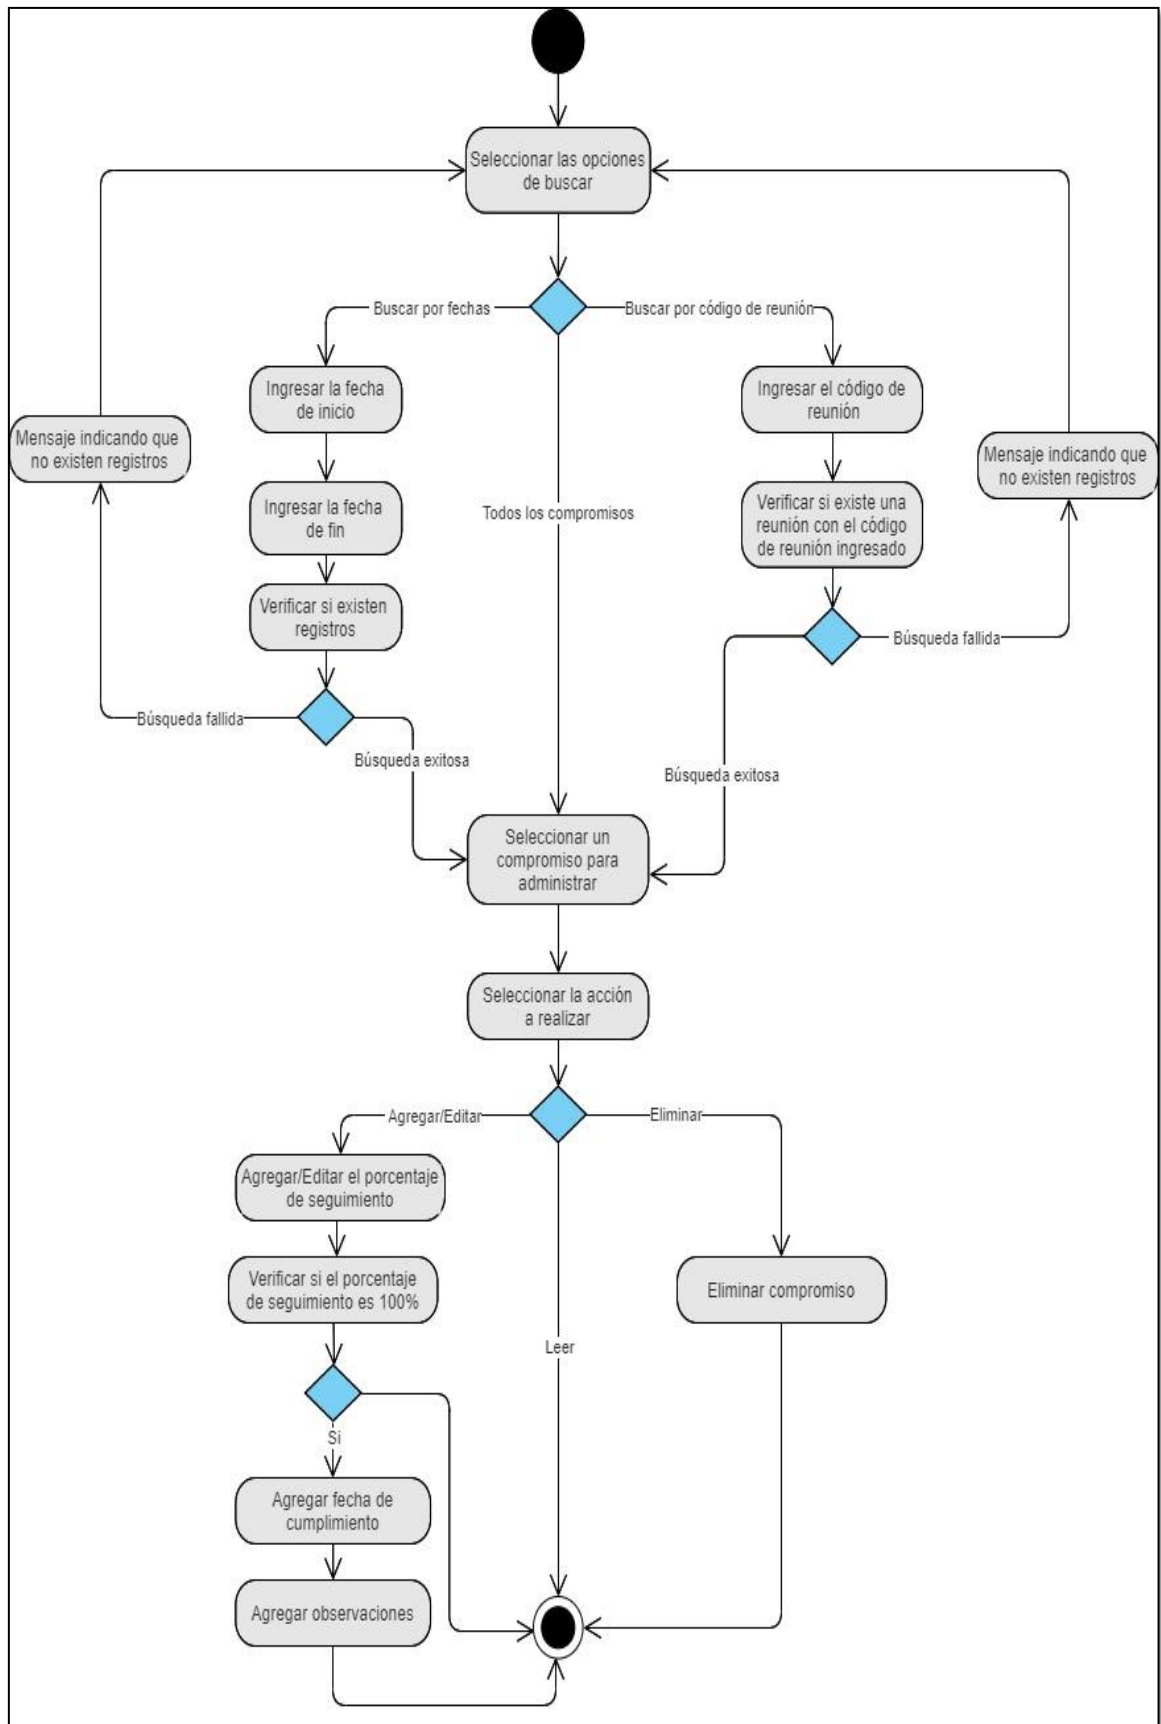 Seleccionar las opciones
de buscar
Buscar por fechas
Buscar por código de reunión
Ingresar la fecha
de inicio
Ingresar el código de
reunión
Mensaje indicando que
no existen registros
Mensaje indicando que
no existen registros
Ingresar la fecha
de fin
Todos los compromisos
Verificar si existe una
reunión con el código
de reunión ingresado
Verificar si existen
registros
Búsqueda fallida
Búsqueda fallida
Búsqueda exitosa
Búsqueda exitosa
Seleccionar un
compromiso para
administrar
Seleccionar la acción
a realizar
Agregar/Editar
Eliminar
Agregar/Editar el porcentaje
de seguimiento
Verificar si el porcentaje
de seguimiento es 100%
Eliminar compromiso
Leer
Si
Agregar fecha de
cumplimiento
Agregar observaciones